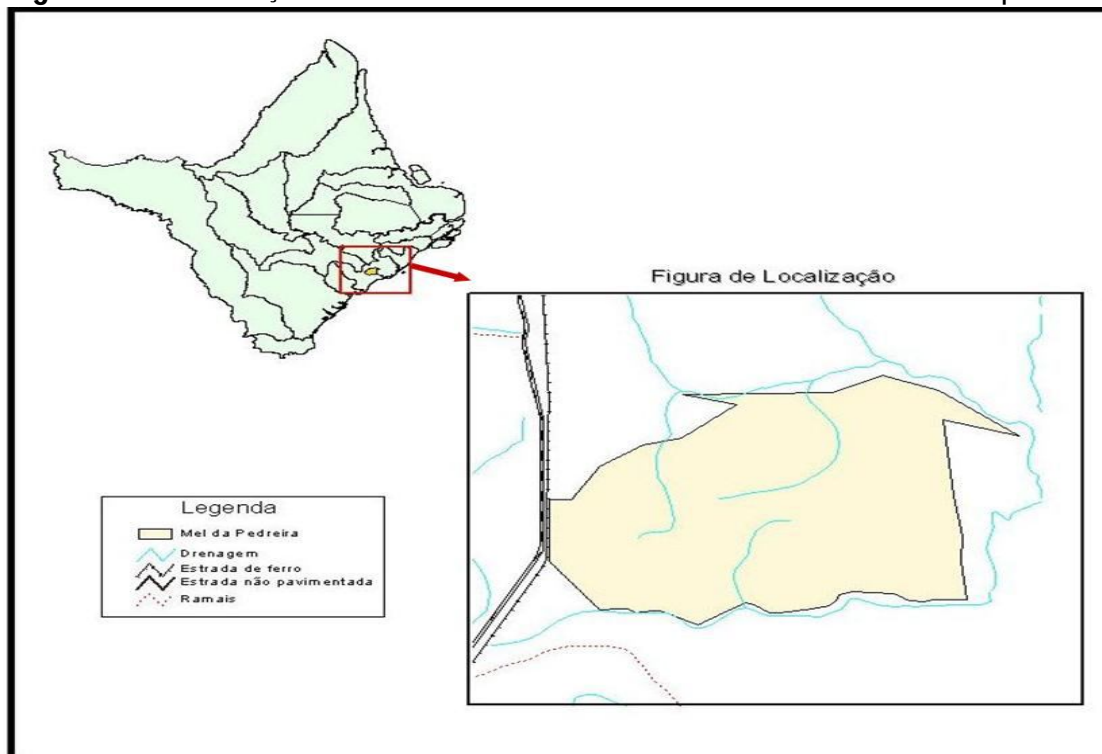 Figura de Localização
Legenda
Mel da Pedreira
Drenagem
Estrada de ferro
Estrada não pavimentada
Ramais